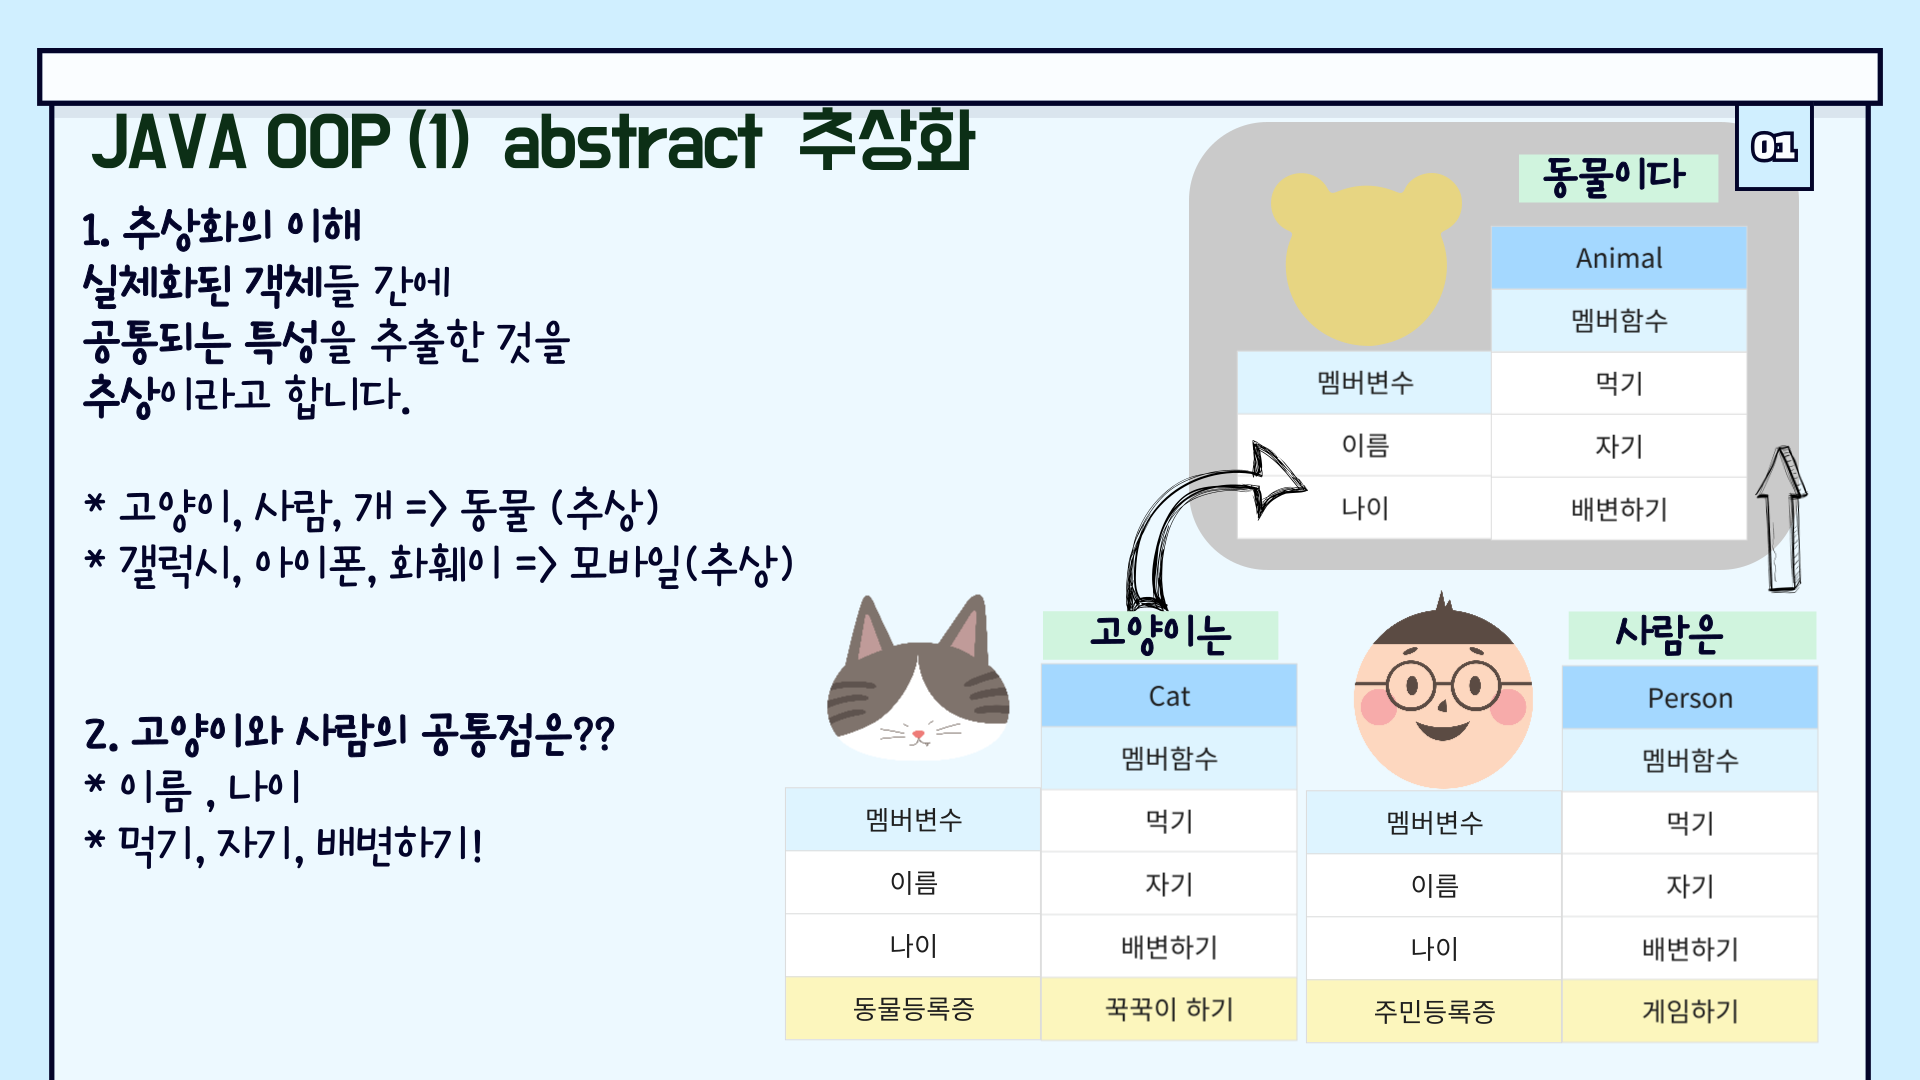 JAVA OOP (1) abstract 추상화
01
1. 추상화의 이해
실체화된 객체들 간에
공통되는 특성을 추출한 것을
추상이라고 합니다.
* 고양이, 사람, 개 => 동물 (추상)
* 갤럭시, 아이폰, 화훼이 => 모바일(추상)
2. 고양이와 사람의 공통점은??
* 이름 , 나이
* 먹기, 자기, 배변하기!
동물이다
Animal
멤버함수
멤버변수 먹기
이름 자기
나이 배변하기
고양이는
Cat
멤버함수
멤버변수 먹기
이름 자기
나이 배변하기
동물등록증 꾹꾹이 하기
사람은
Person
멤버함수
멤버변수 먹기
이름 자기
나이 배변하기
주민등록증 게임하기